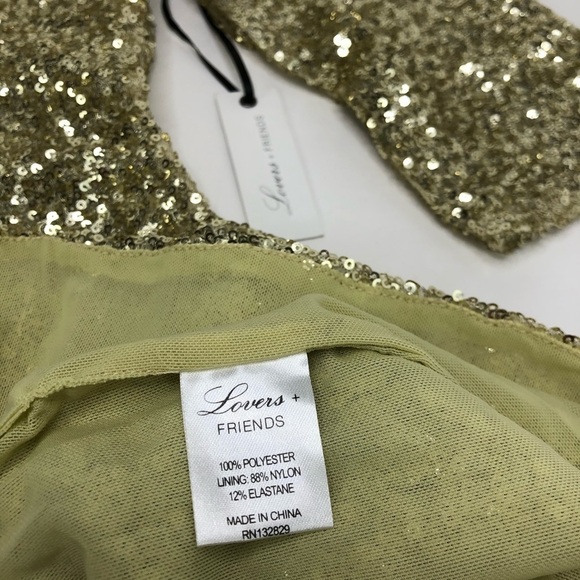 Lovers + FRIENDS
Lovers +
FRIENDS
100% POLYESTER
LINING: 88% NYLON
12% ELASTANE
MADE IN CHINA
RN132829